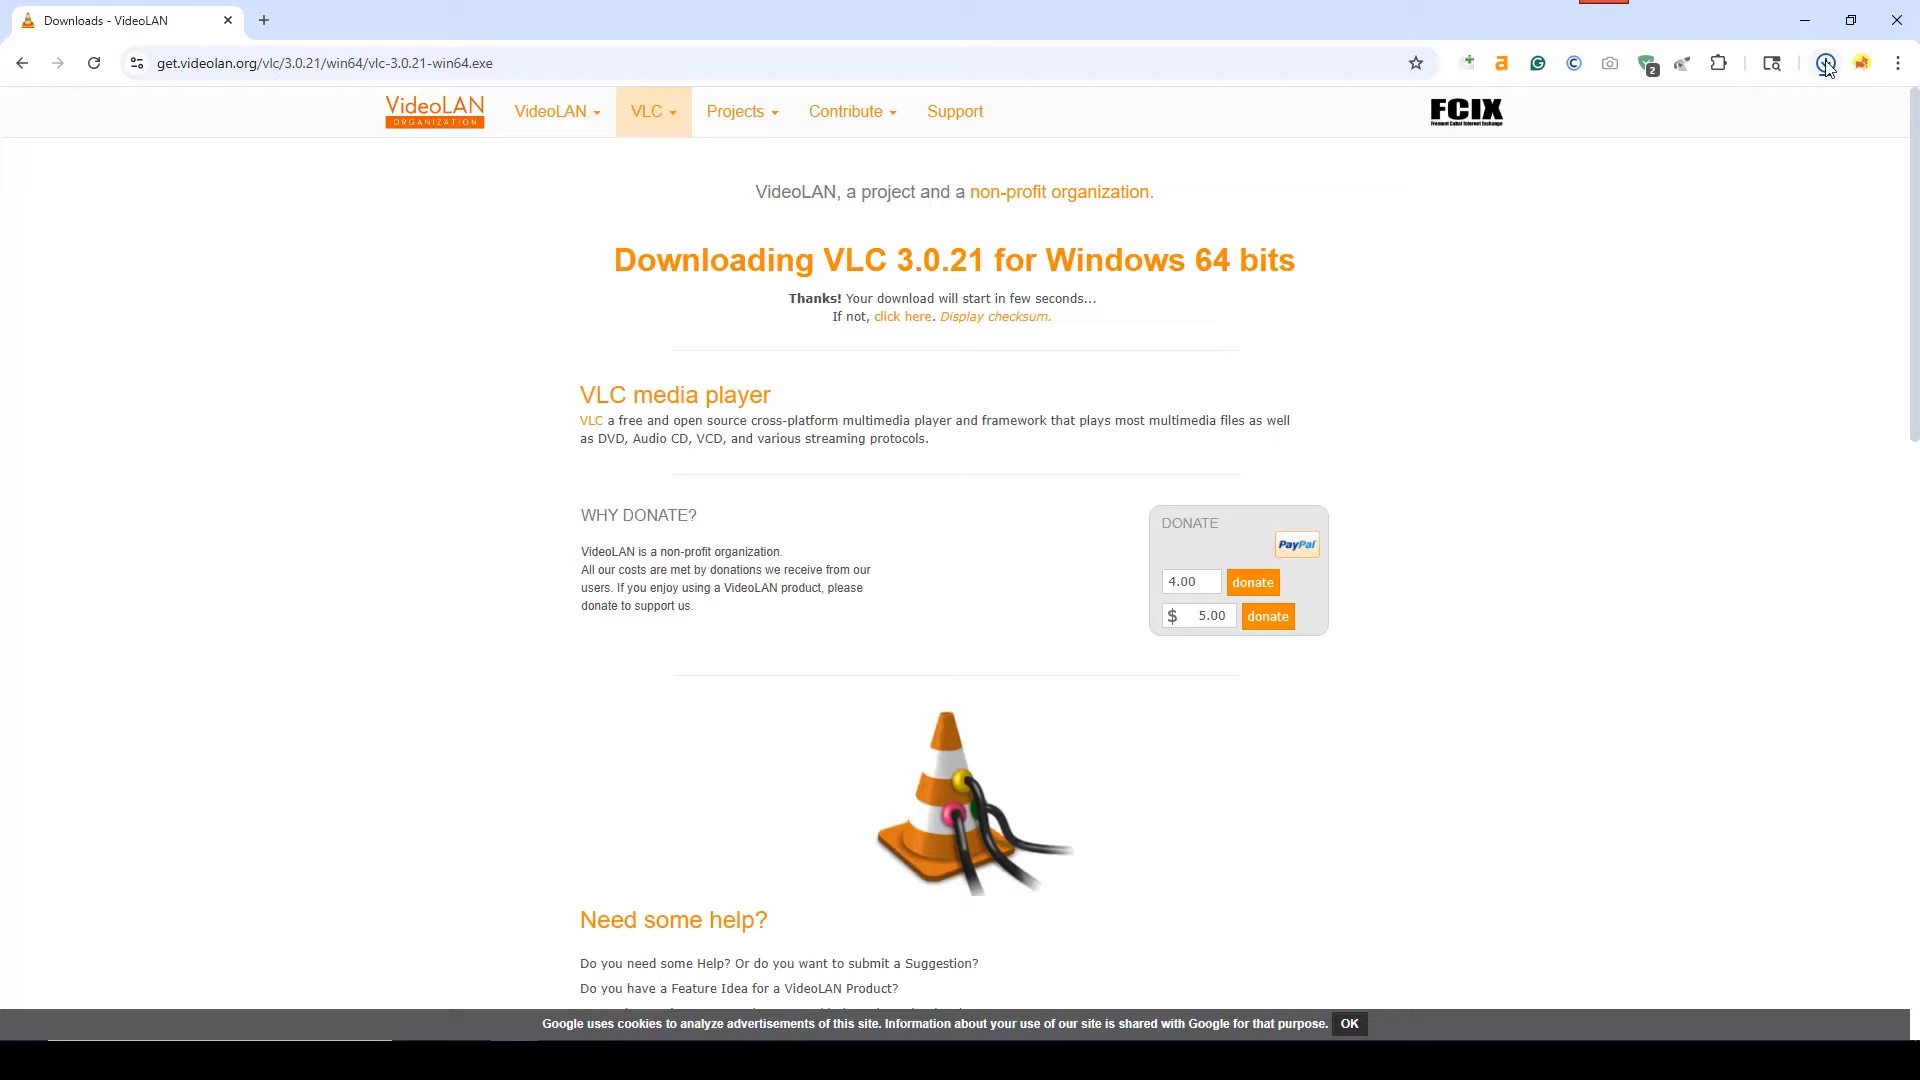 Downloads - VideoLAN
get.videolan.org/vlc/3.0.21/win64/vlc-3.0.21-win64.exe
2
VideoLAN
ORGANIZATION
VideoLAN
VLC
Projects
Contribute
Support
FCIX
Fremont Cabal Internet Exchange
VideoLAN, a project and a non-profit organization.
Downloading VLC 3.0.21 for Windows 64 bits
Thanks! Your download will start in few seconds...
If not, click here. Display checksum.
VLC media player
VLC a free and open source cross-platform multimedia player and framework that plays most multimedia files as well
as DVD, Audio CD, VCD, and various streaming protocols.
WHY DONATE?
VideoLAN is a non-profit organization.
All our costs are met by donations we receive from our
users. If you enjoy using a VideoLAN product, please
donate to support us.
DONATE
PayPal
4.00 donate
$ 5.00 donate
Need some help?
Do you need some Help? Or do you want to submit a Suggestion?
Do you have a Feature Idea for a VideoLAN Product?
Google uses cookies to analyze advertisements of this site. Information about your use of our site is shared with Google for that purpose. OK